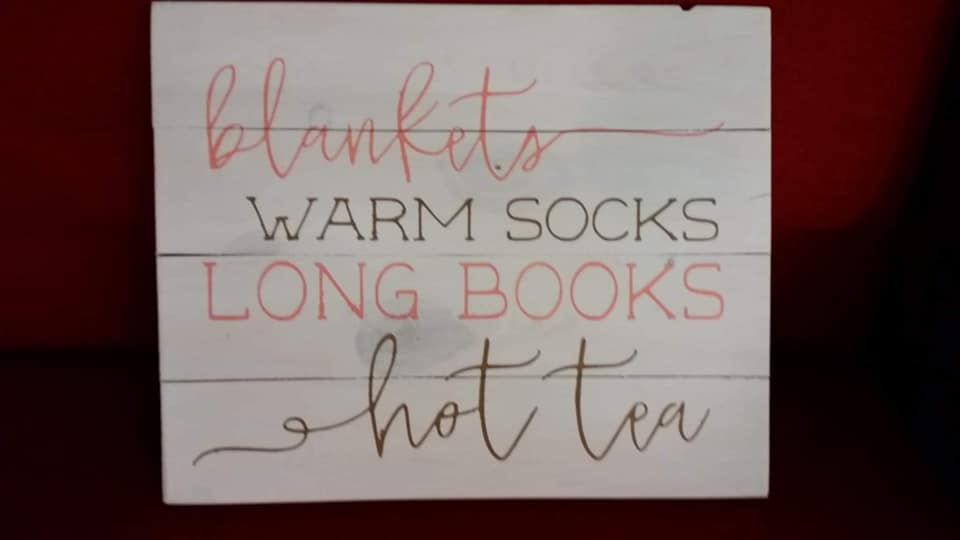 blankets
WARM SOCKS
LONG BOOKS
hot tea